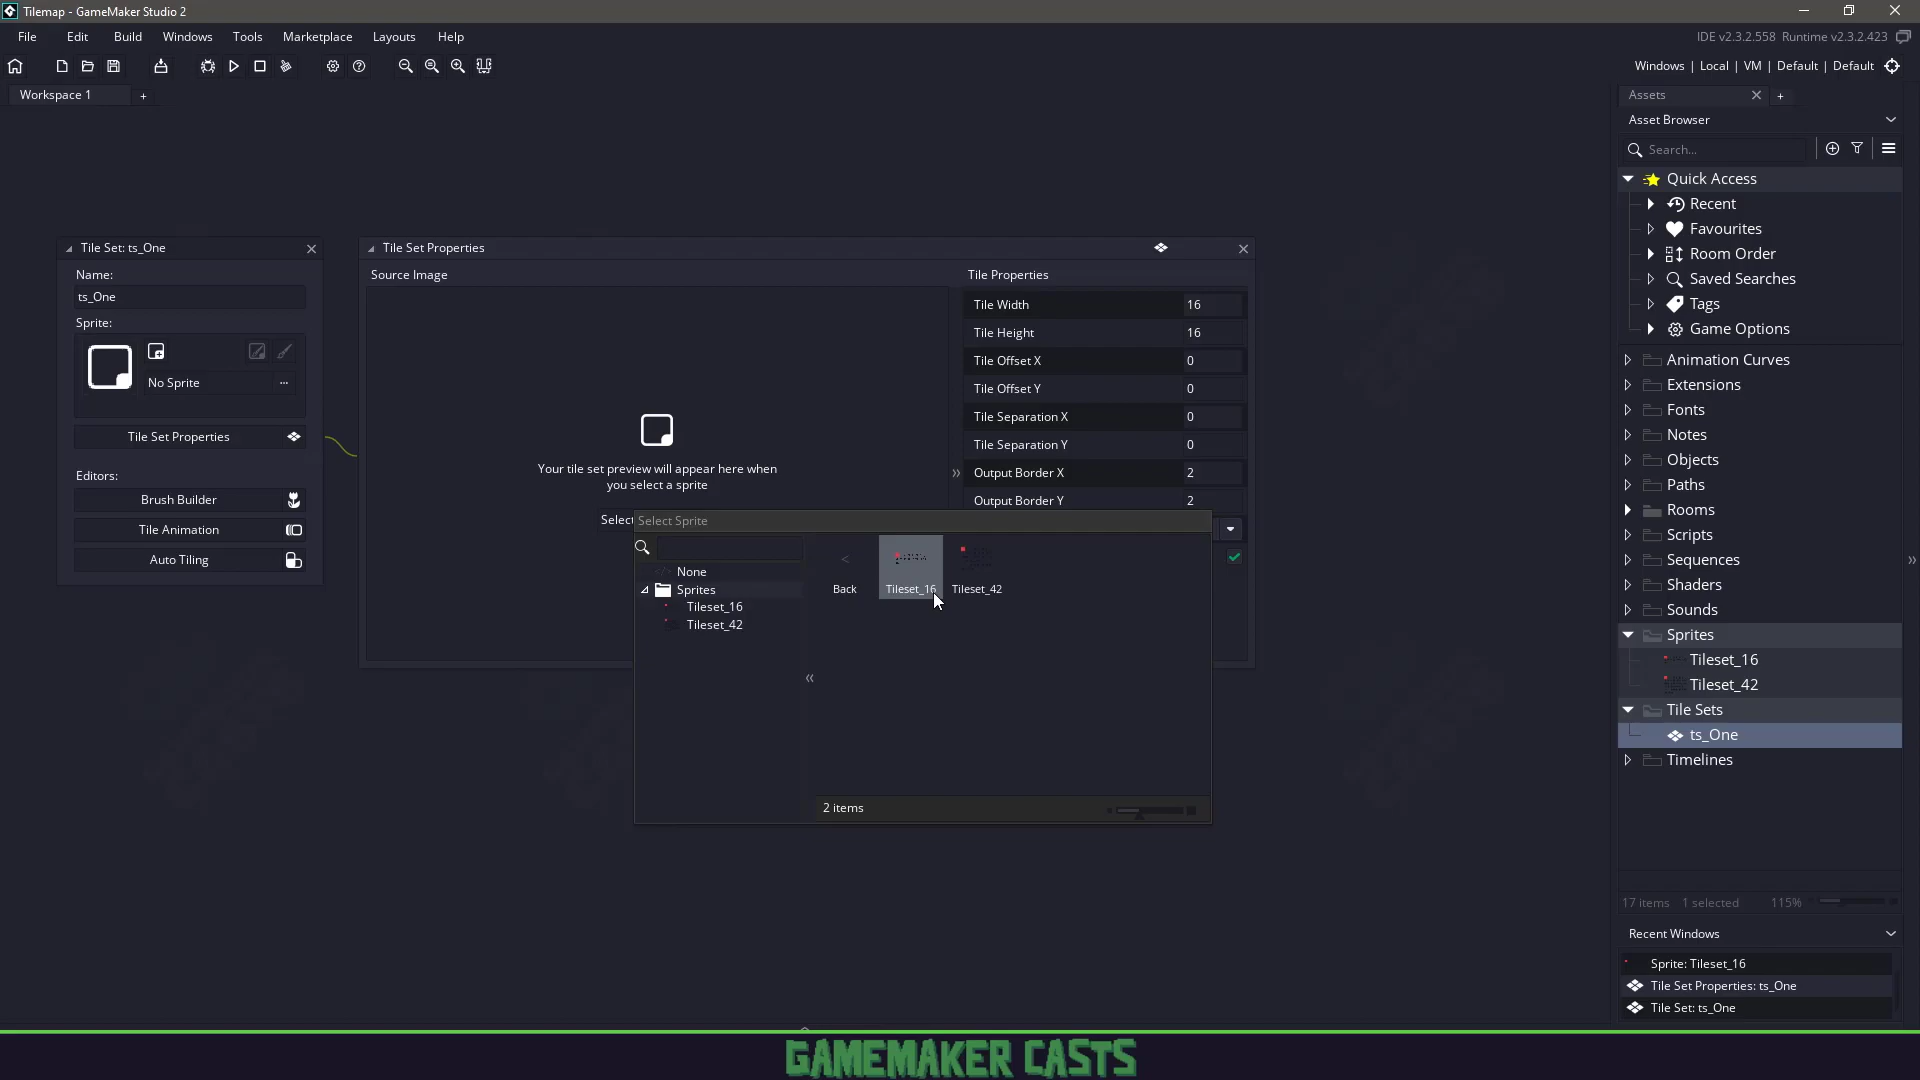 Tilemap - GameMaker Studio 2
File Edit Build Windows Tools Marketplace Layouts Help
IDE v2.3.2.558 Runtime v2.3.2.423
Windows | Local | VM | Default | Default
Workspace 1 +
Assets
Asset Browser
Search...
Quick Access
Recent
Favourites
Room Order
Saved Searches
Tags
Game Options
Animation Curves
Extensions
Fonts
Notes
Objects
Paths
Rooms
Scripts
Sequences
Shaders
Sounds
Sprites
Tileset_16
Tileset_42
Tile Sets
ts_One
Timelines
17 items 1 selected 115%
Recent Windows
Sprite: Tileset_16
Tile Set Properties: ts_One
Tile Set: ts_One
Tile Set: ts_One
Name:
ts_One
Sprite:
No Sprite ...
Tile Set Properties
Editors:
Brush Builder
Tile Animation
Auto Tiling
Tile Set Properties
Source Image
Your tile set preview will appear here when
you select a sprite
Select
Tile Properties
Tile Width 16
Tile Height 16
Tile Offset X 0
Tile Offset Y 0
Tile Separation X 0
Tile Separation Y 0
Output Border X 2
Output Border Y 2
Select Sprite
None
Sprites
Tileset_16
Tileset_42
< Back
Tileset_16
Tileset_42
2 items
GAMEMAKER CASTS